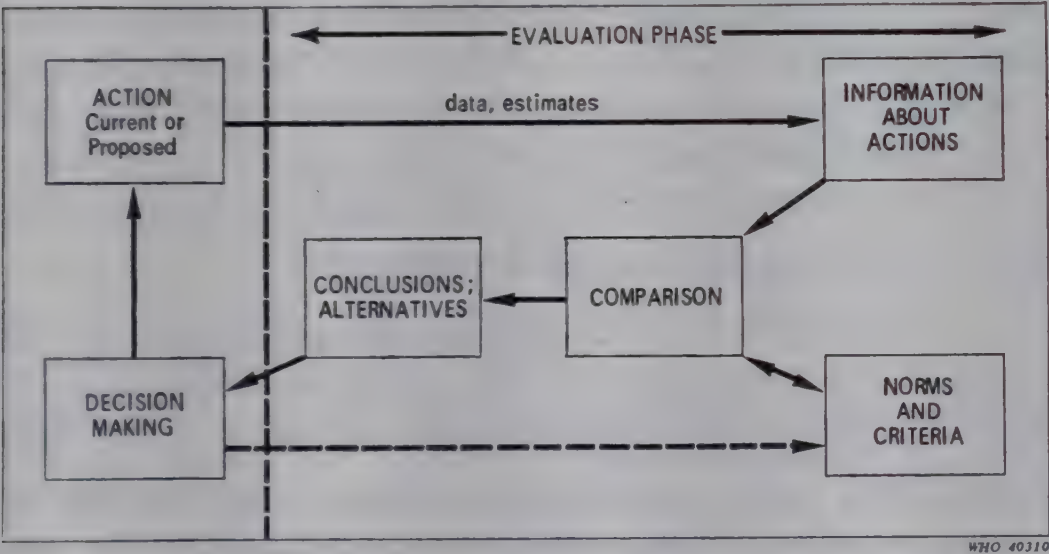 EVALUATION PHASE
ACTION
Current or
Proposed
data, estimates
INFORMATION
ABOUT
ACTIONS
CONCLUSIONS;
ALTERNATIVES
COMPARISON
DECISION
MAKING
NORMS
AND
CRITERIA
WHO 40310